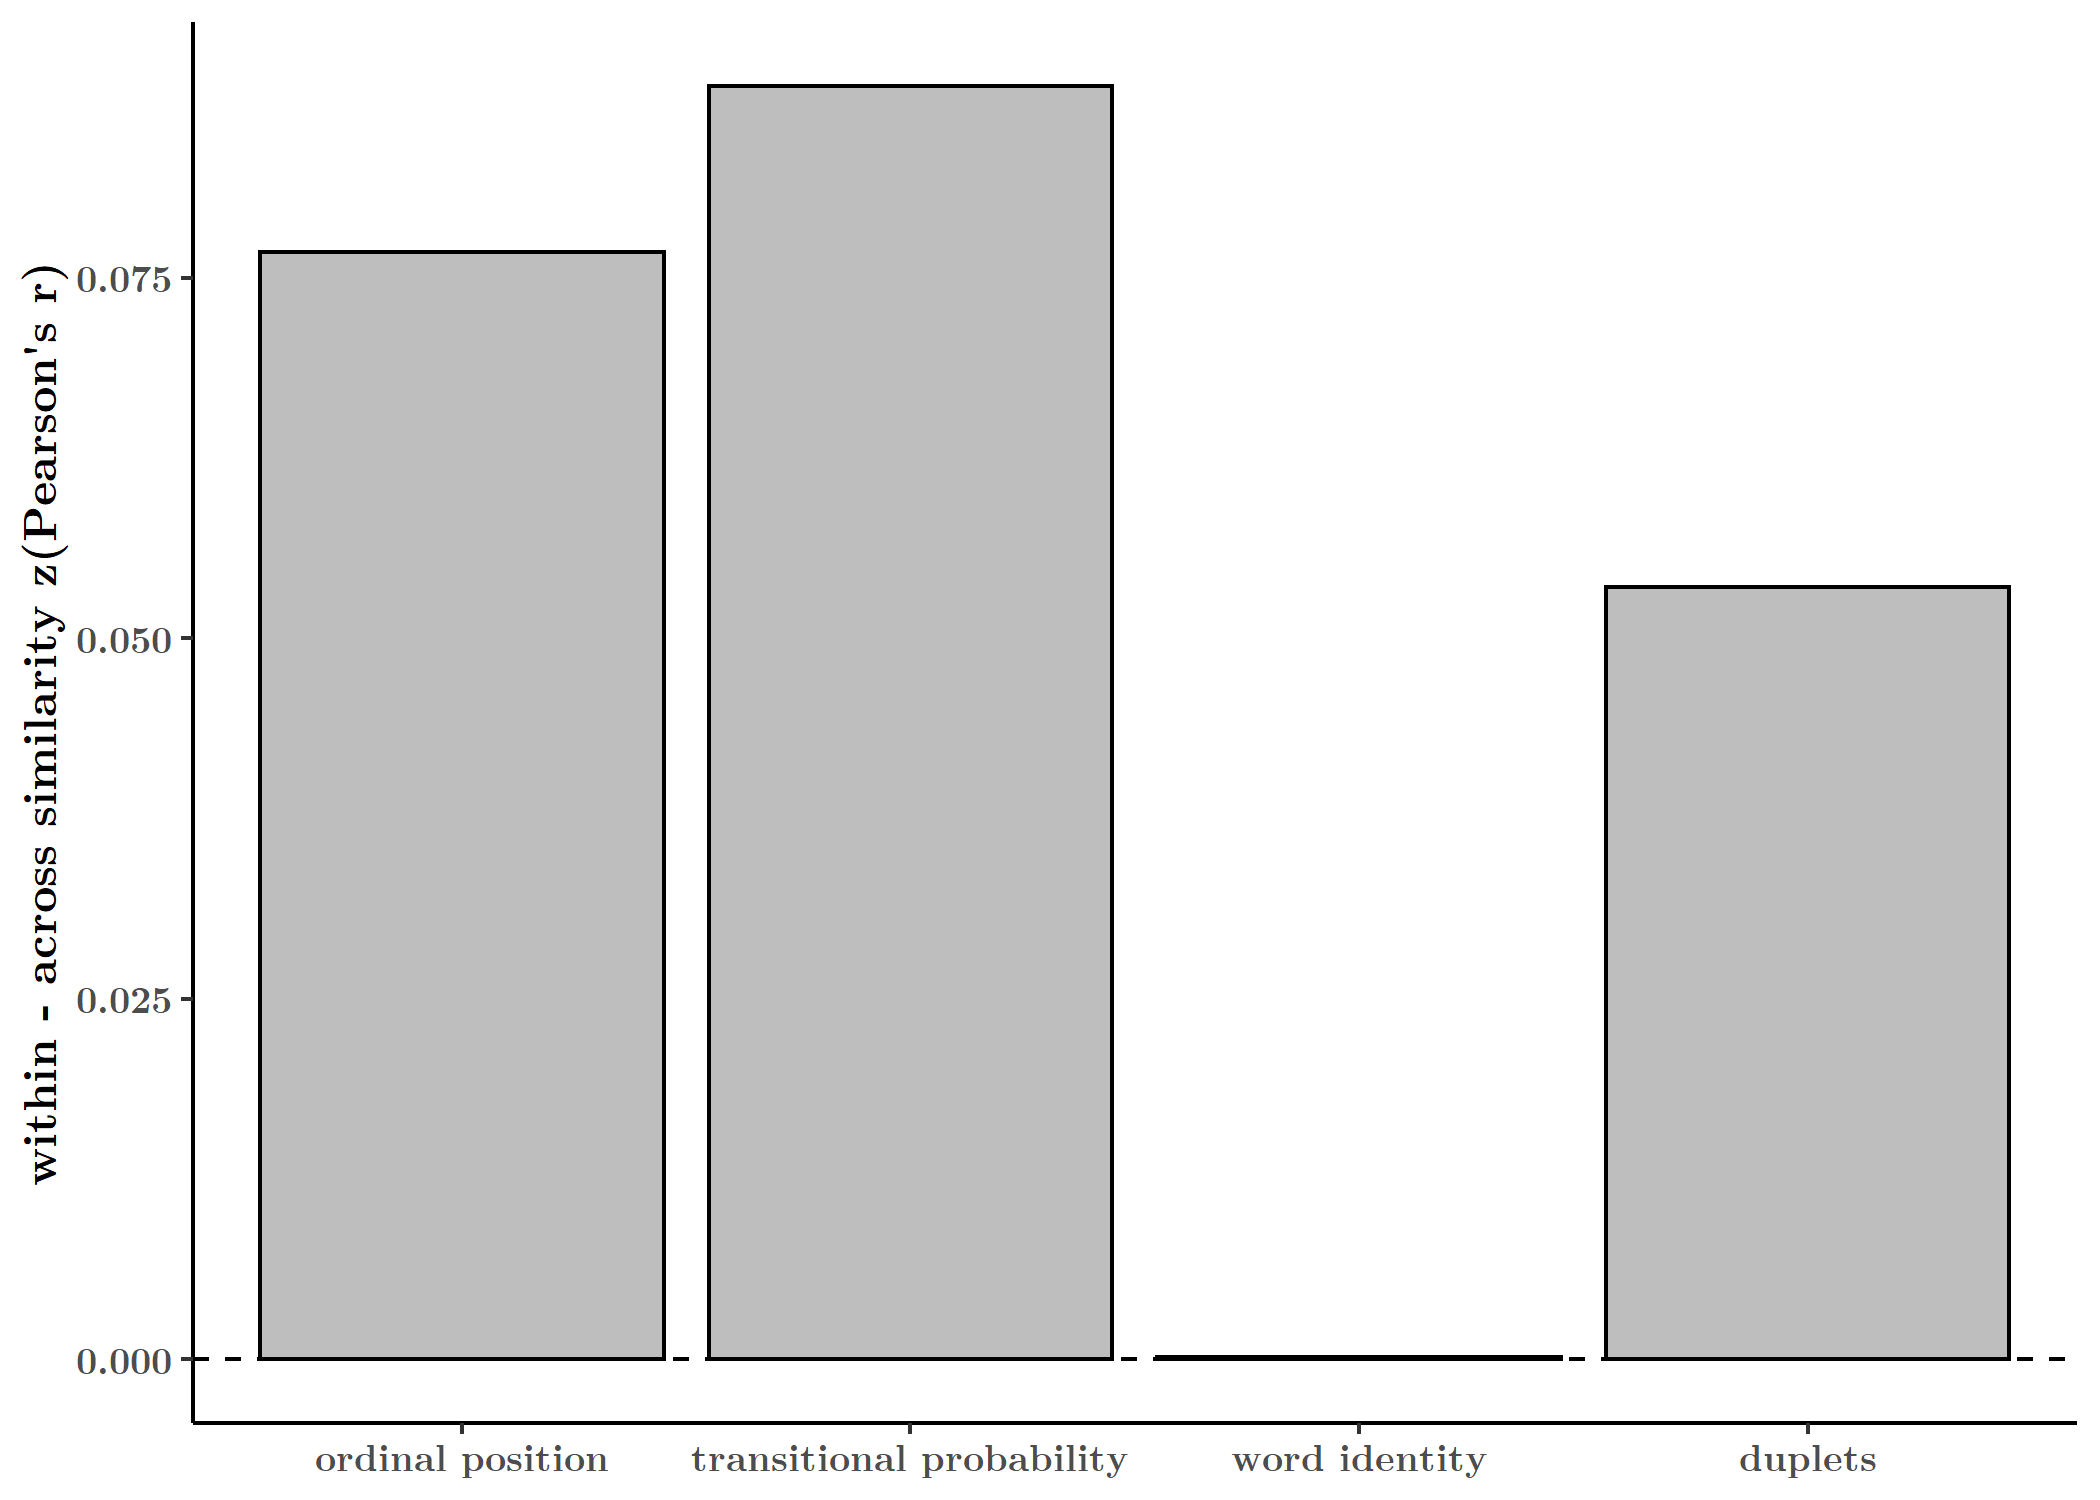 within - across similarity z(Pearson's r)
0.075
0.050
0.025
0.000
ordinal position
transitional probability
word identity
duplets